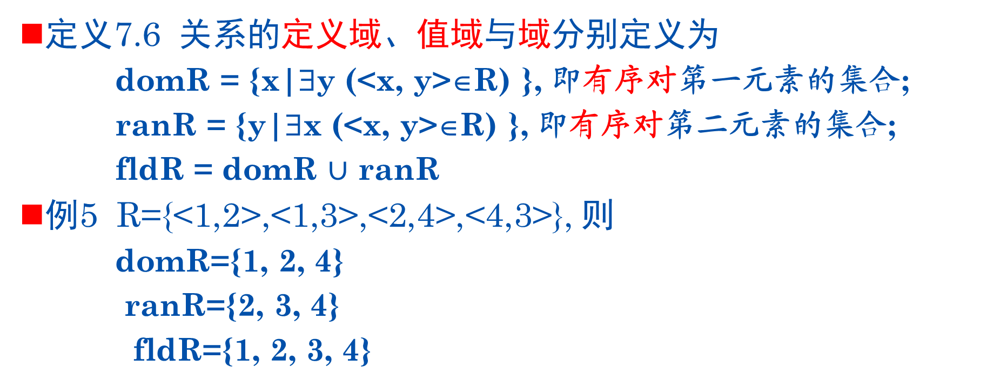 ■定义7.6 关系的定义域、值域与域分别定义为
domR = {x|∃y (<x, y>∈R) }, 即有序对第一元素的集合;
ranR = {y|∃x (<x, y>∈R) }, 即有序对第二元素的集合;
fldR = domR ∪ ranR
■例5 R={<1,2>,<1,3>,<2,4>,<4,3>}, 则
domR={1, 2, 4}
ranR={2, 3, 4}
fldR={1, 2, 3, 4}